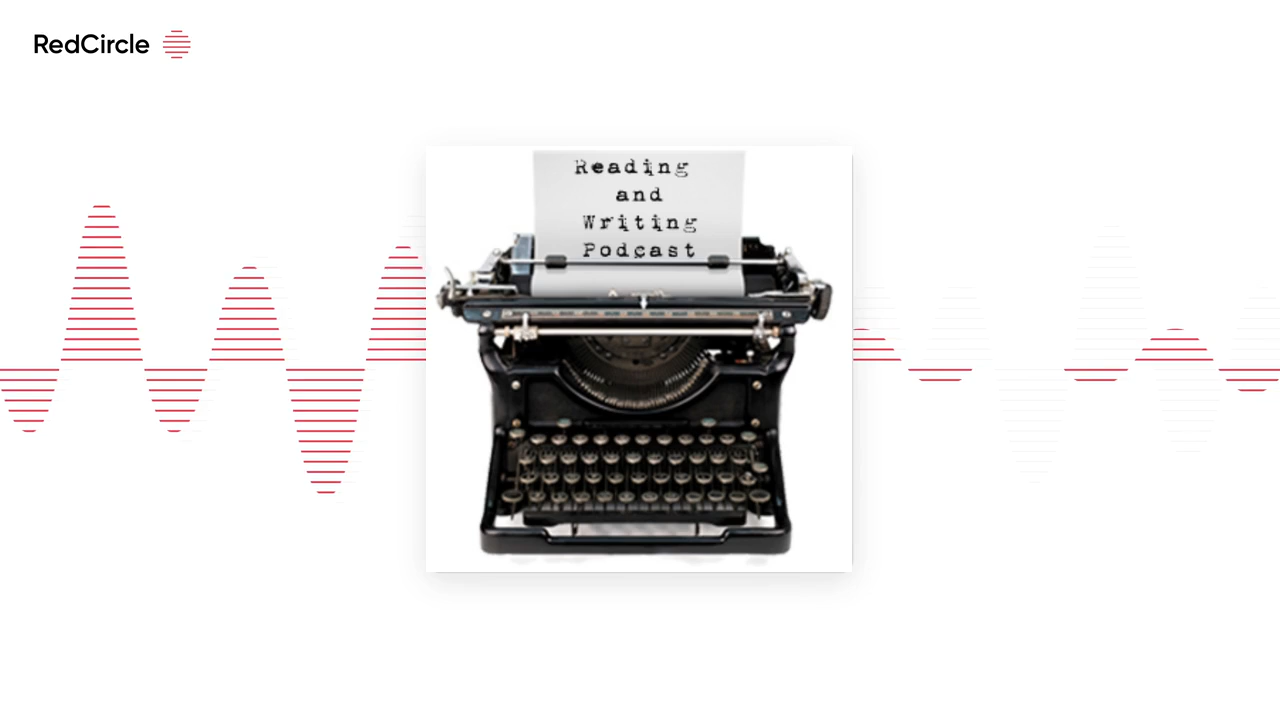 RedCircle
Reading
and
Writing
Podcast